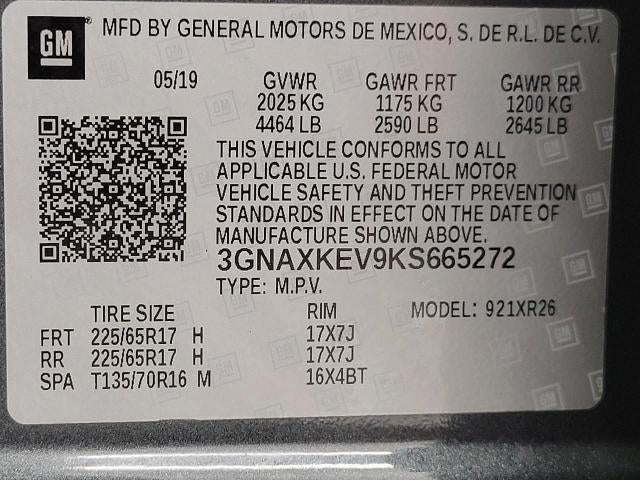 GM MFD BY GENERAL MOTORS DE MEXICO, S. DE R.L. DE C.V.
05/19 GVWR GAWR FRT GAWR RR
2025 KG 1175 KG 1200 KG
4464 LB 2590 LB 2645 LB
THIS VEHICLE CONFORMS TO ALL
APPLICABLE U.S. FEDERAL MOTOR
VEHICLE SAFETY AND THEFT PREVENTION
STANDARDS IN EFFECT ON THE DATE OF
MANUFACTURE SHOWN ABOVE.
3GNAXKEV9KS665272
TYPE: M.P.V.
TIRE SIZE RIM MODEL: 921XR26
FRT 225/65R17 H 17X7J
RR 225/65R17 H 17X7J
SPA T135/70R16 M 16X4BT